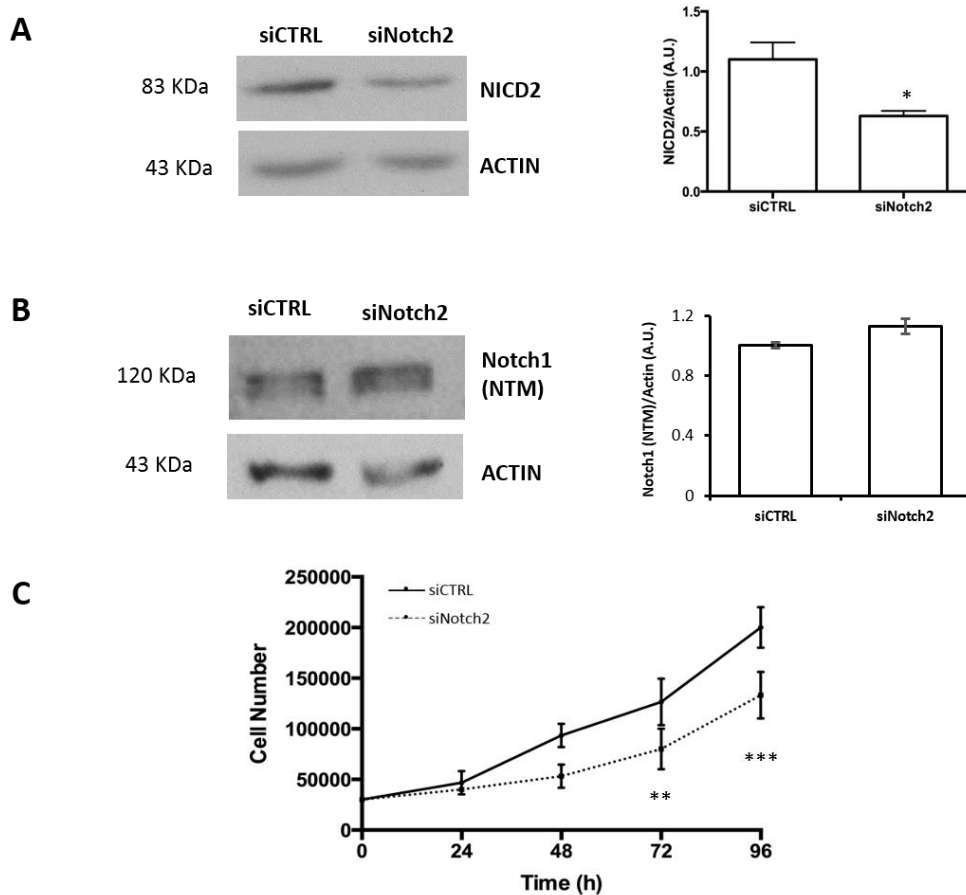 A
siCTRL siNotch2
83 KDa
NICD2
43 KDa
ACTIN
NICD2/Actin (A.U.)
1.5
1.0
0.5
0.0
*
siCTRL siNotch2
B
siCTRL siNotch2
120 KDa
Notch1
(NTM)
43 KDa
ACTIN
Notch1 (NTM)/Actin (A.U.)
1.2
0.8
0.4
0
siCTRL siNotch2
C
Cell Number
250000
200000
150000
100000
50000
0
siCTRL
siNotch2
**
***
0 24 48 72 96
Time (h)